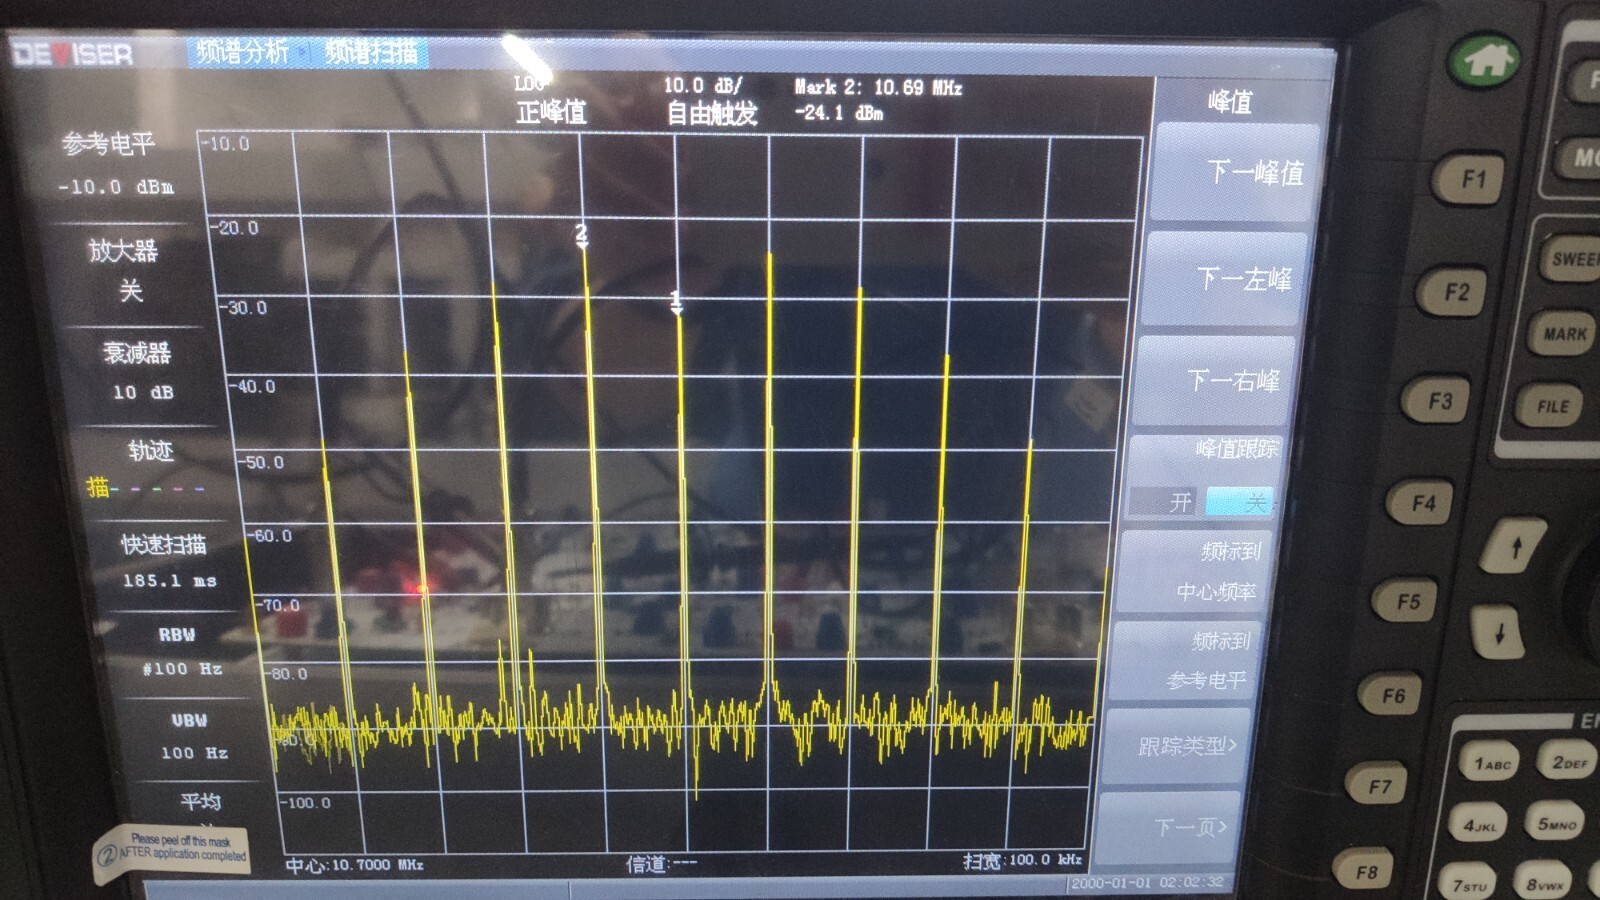 DEVISER
频谱分析 频谱扫描
LOG 10.0 dB/ Mark 2: 10.69 MHz
正峰值 自由触发 -24.1 dBm
参考电平
-10.0 dBm
放大器
关
衰减器
10 dB
轨迹
描
快速扫描
185.1 ms
RBW
#100 Hz
VBW
100 Hz
平均
-10.0
-20.0
-30.0
-40.0
-50.0
-60.0
-70.0
-80.0
-90.0
-100.0
2
1
中心:10.7000 MHz 信道:--- 扫宽:100.0 kHz
2000-01-01 02:02:32
峰值
下一峰值
下一左峰
下一右峰
峰值跟踪
开 关
频标到
中心频率
频标到
参考电平
跟踪类型>
下一页>
② Please peel off this mask
AFTER application completed
F1
F2
F3
F4
F5
F6
F7
F8
MARK
FILE
1ABC
2DEF
4JKL
5MNO
7STU
8VWX